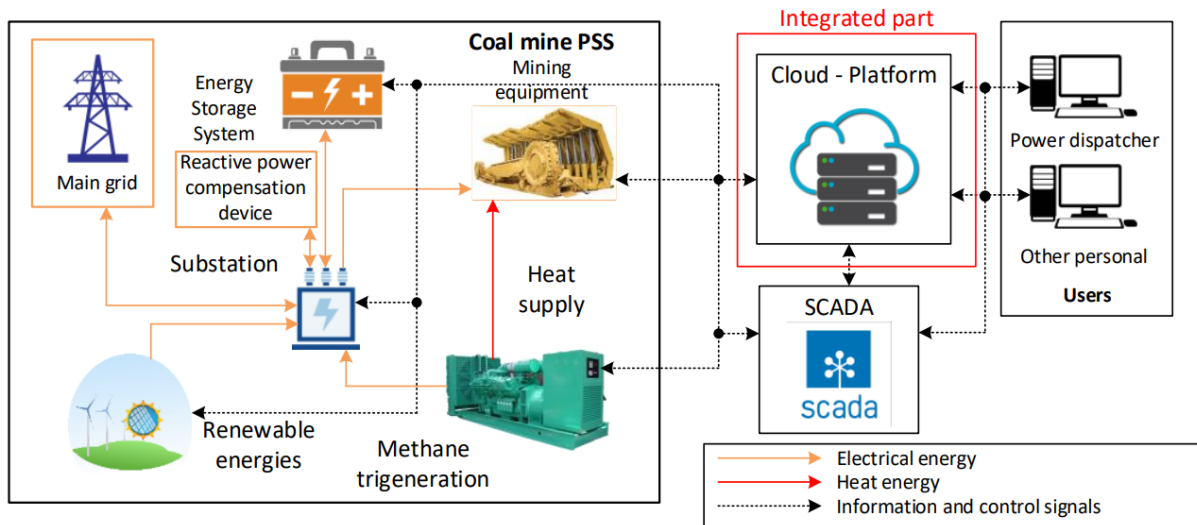 Integrated part
Coal mine PSS
Mining
equipment
Energy
Storage
System
Cloud - Platform
Power dispatcher
Main grid
Reactive power
compensation
device
Other personal
Users
Substation
Heat
supply
SCADA
scada
Renewable
energies
Methane
trigeneration
Electrical energy
Heat energy
Information and control signals